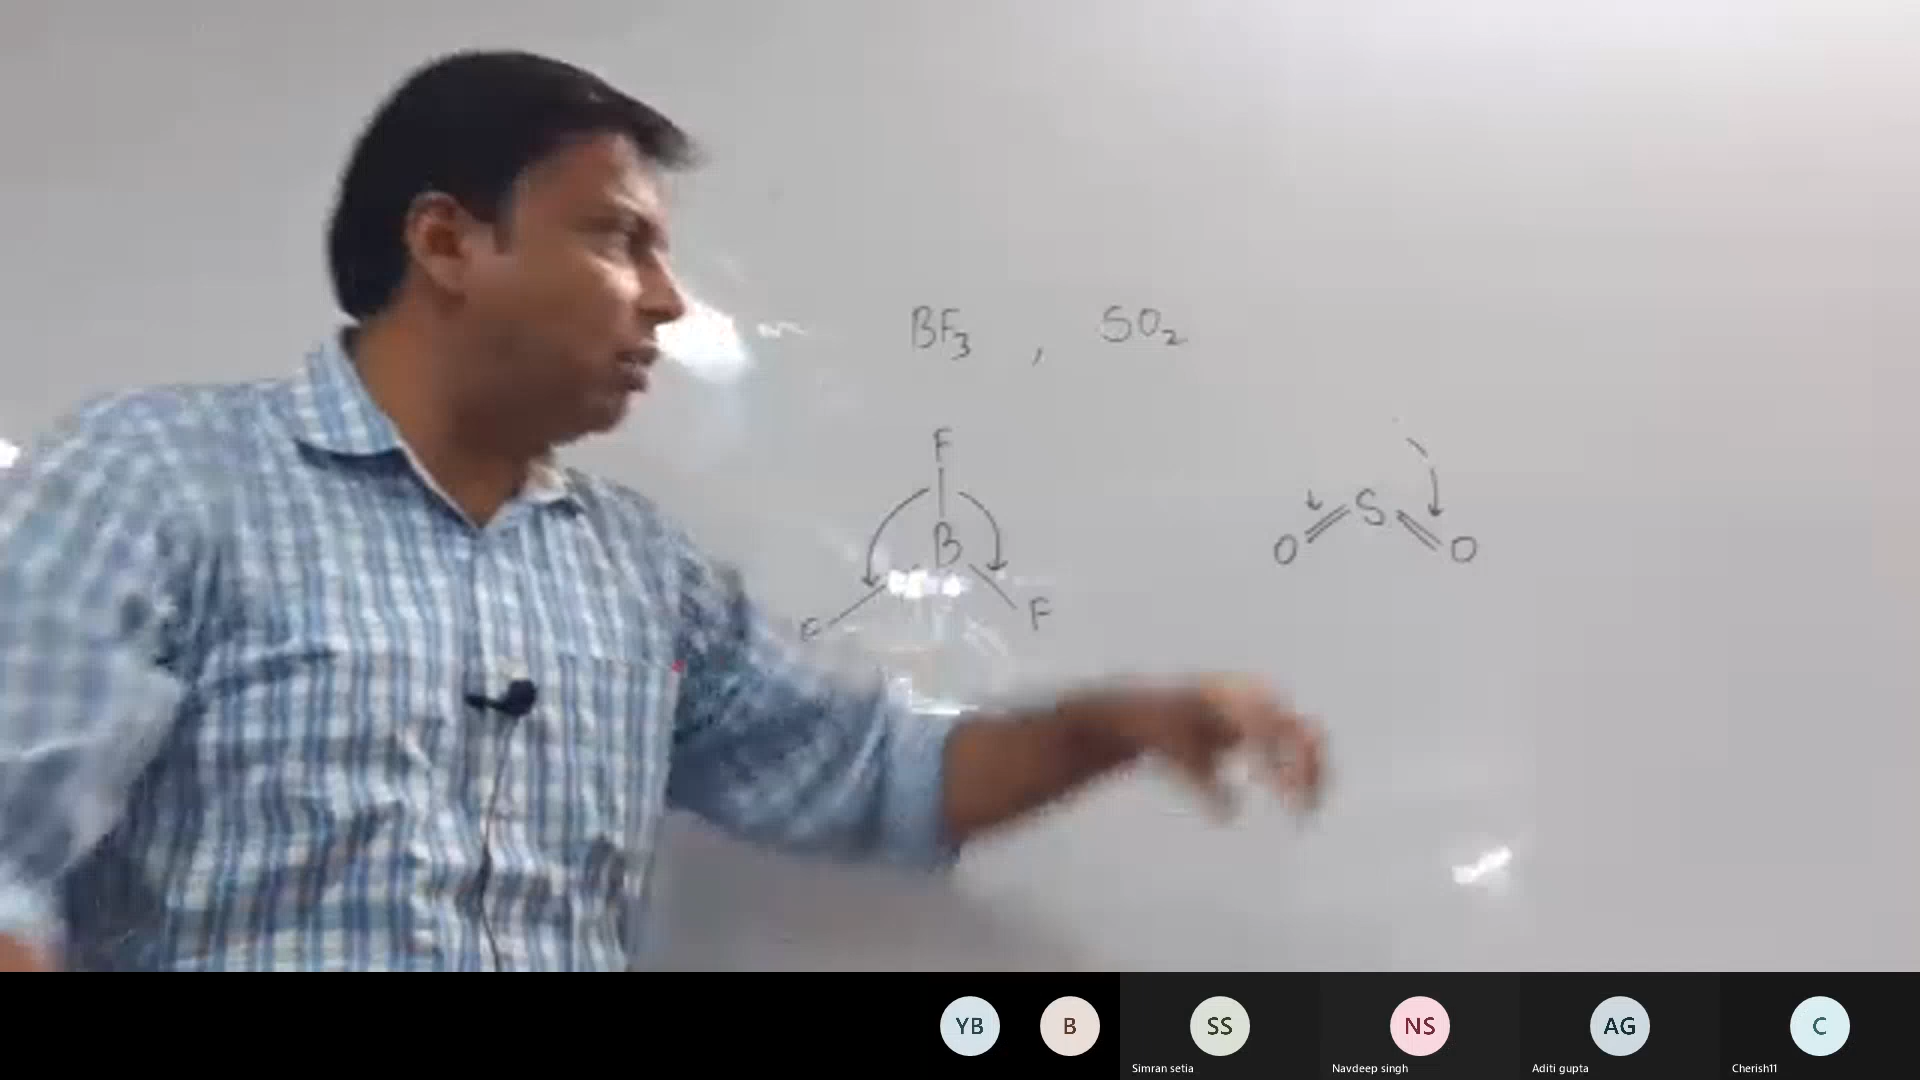 BF3 , SO2
F
B
F F
S
O O
YB B SS NS AG C
Simran setia Navdeep singh Aditi gupta Cherish11